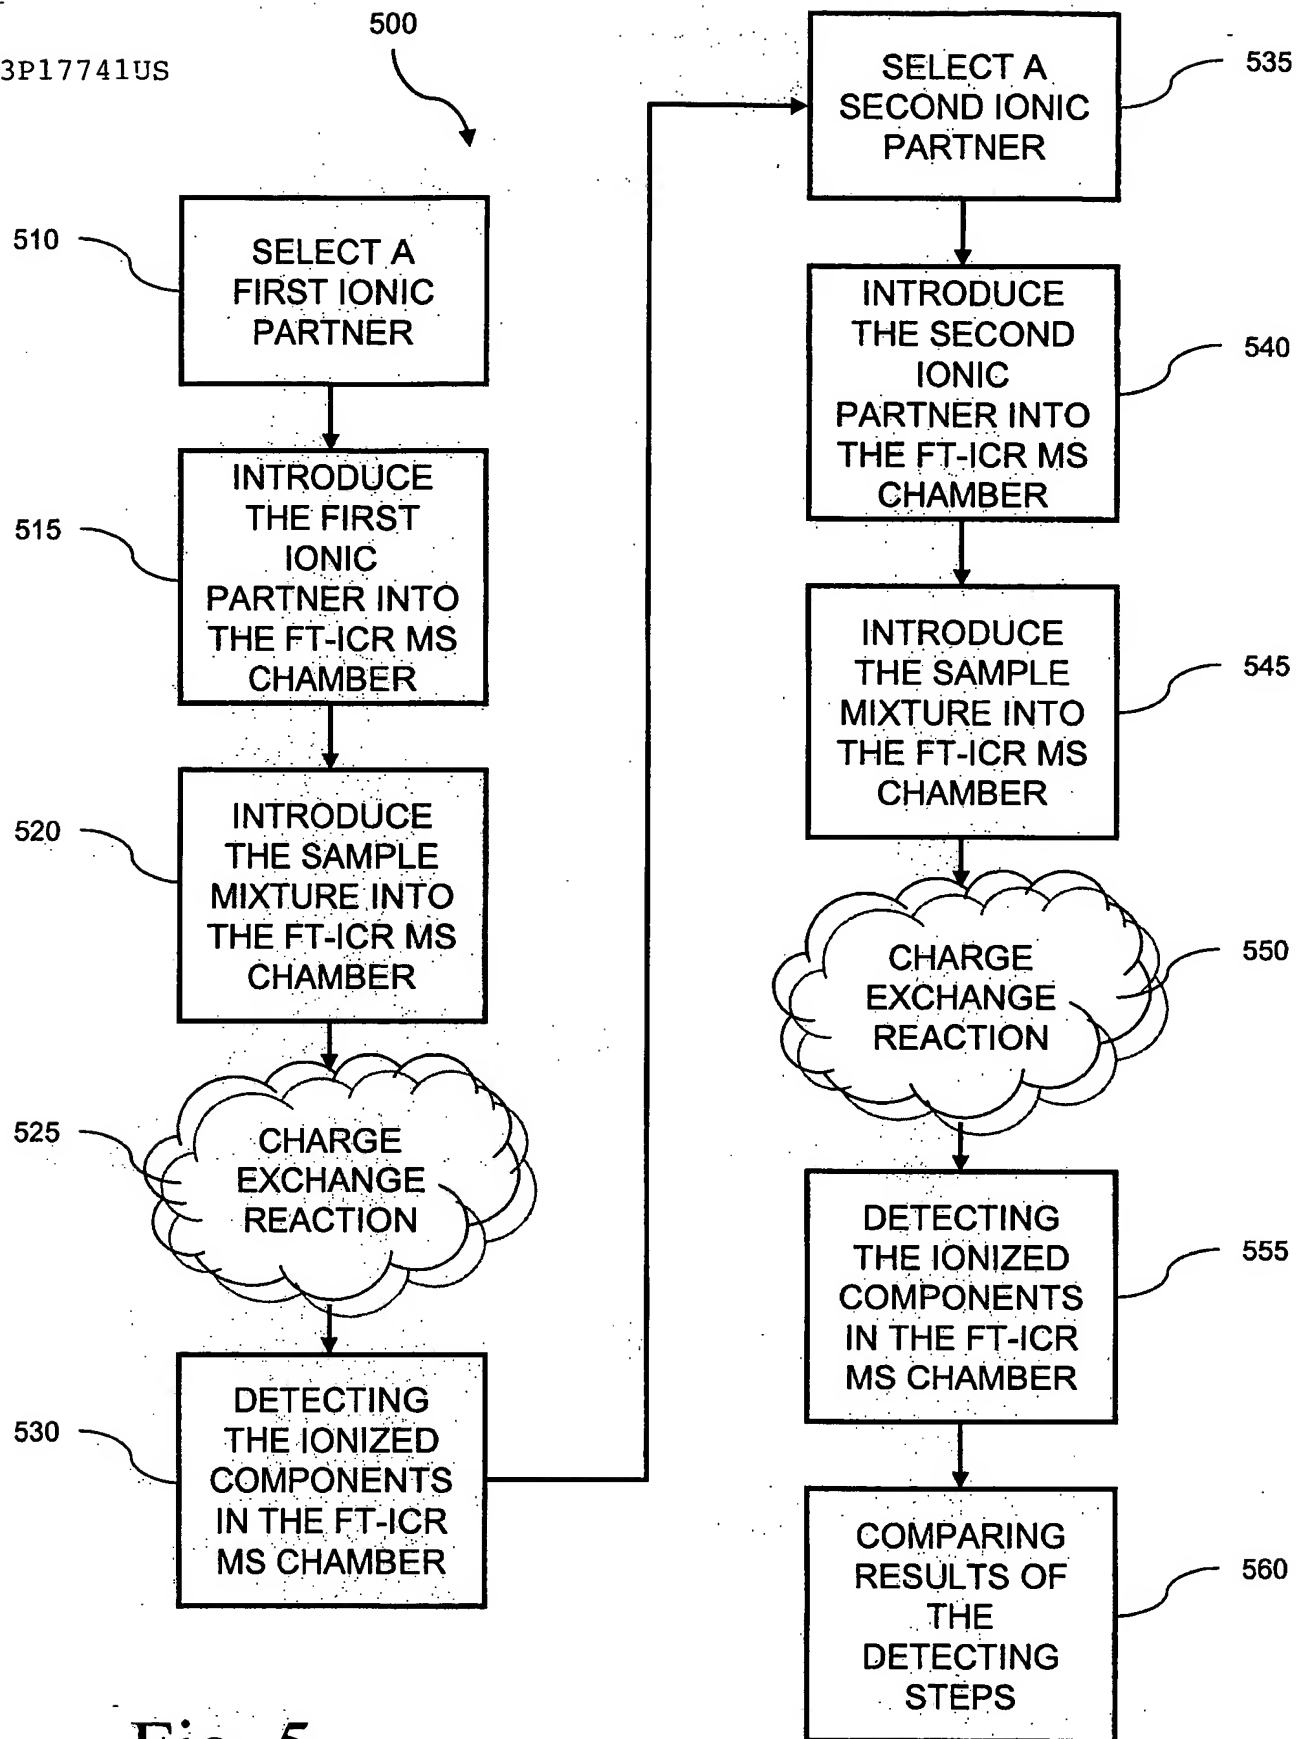 500
3P17741US
510
SELECT A
FIRST IONIC
PARTNER
515
INTRODUCE
THE FIRST
IONIC
PARTNER INTO
THE FT-ICR MS
CHAMBER
520
INTRODUCE
THE SAMPLE
MIXTURE INTO
THE FT-ICR MS
CHAMBER
525
CHARGE
EXCHANGE
REACTION
530
DETECTING
THE IONIZED
COMPONENTS
IN THE FT-ICR
MS CHAMBER
535
SELECT A
SECOND IONIC
PARTNER
540
INTRODUCE
THE SECOND
IONIC
PARTNER INTO
THE FT-ICR MS
CHAMBER
545
INTRODUCE
THE SAMPLE
MIXTURE INTO
THE FT-ICR MS
CHAMBER
550
CHARGE
EXCHANGE
REACTION
555
DETECTING
THE IONIZED
COMPONENTS
IN THE FT-ICR
MS CHAMBER
560
COMPARING
RESULTS OF
THE
DETECTING
STEPS
Fig. 5